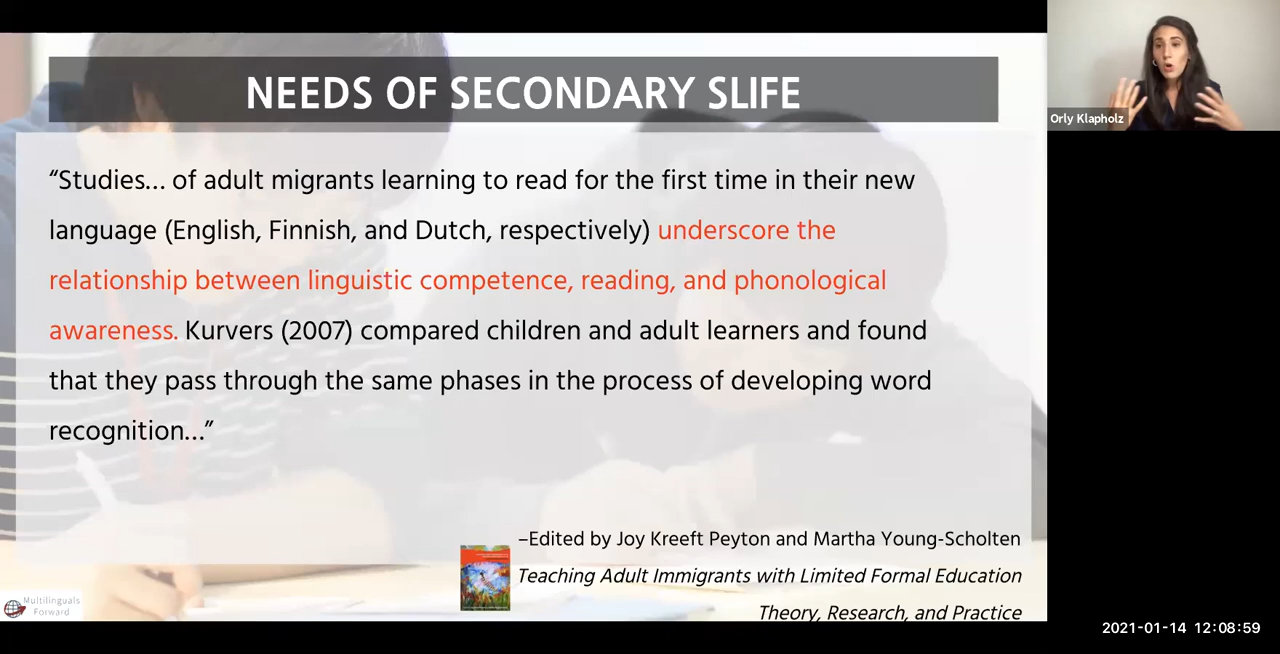 NEEDS OF SECONDARY SLIFE
Orly Klapholz
“Studies... of adult migrants learning to read for the first time in their new
language (English, Finnish, and Dutch, respectively) underscore the
relationship between linguistic competence, reading, and phonological
awareness. Kurvers (2007) compared children and adult learners and found
that they pass through the same phases in the process of developing word
recognition...”
–Edited by Joy Kreeft Peyton and Martha Young-Scholten
Teaching Adult Immigrants with Limited Formal Education
Theory, Research, and Practice
Multilinguals
Forward
2021-01-14 12:08:59